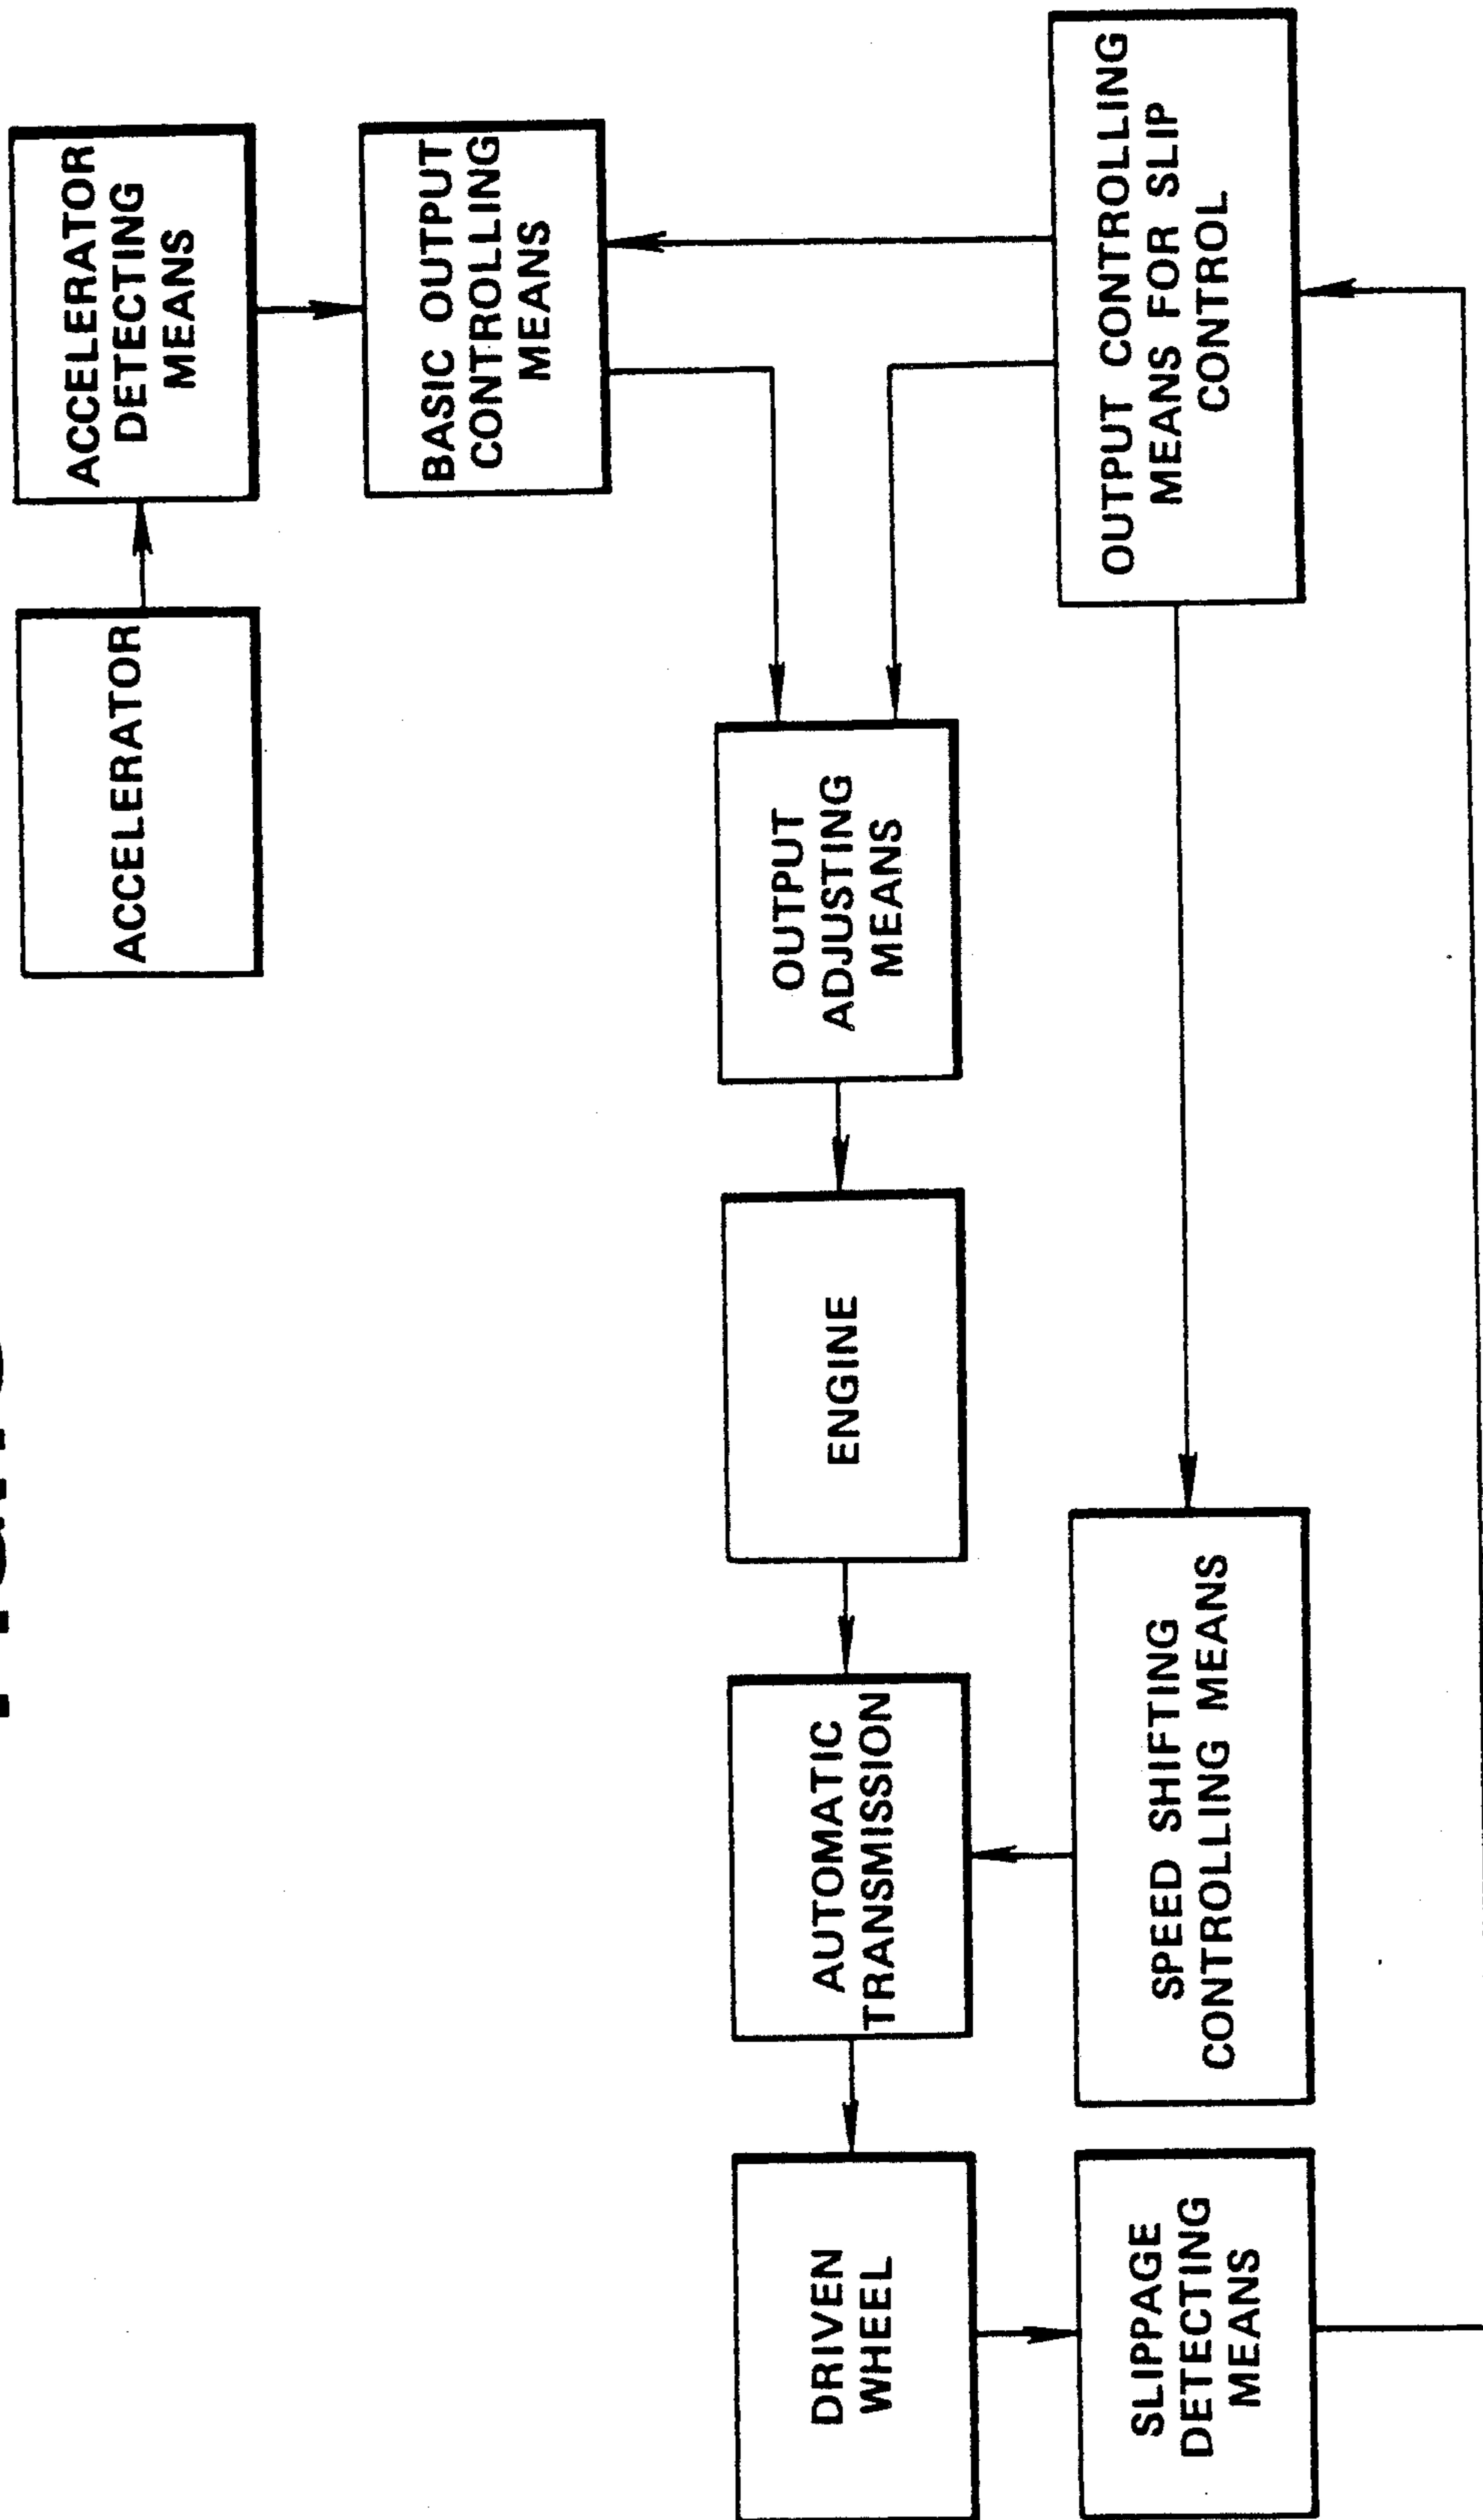 ACCELERATOR
ACCELERATOR
DETECTING
MEANS
BASIC OUTPUT
CONTROLING
MEANS
DRIVEN
WHEEL
AUTOMATIC
TRANSMISSION
ENGINE
OUTPUT
ADJUSTING
MEANS
SLIPPAGE
DETECTING
MEANS
SPEED SHIFTING
CONTROLLING MEANS
OUTPUT CONTROLLING
MEANS FOR SLIP
CONTROL